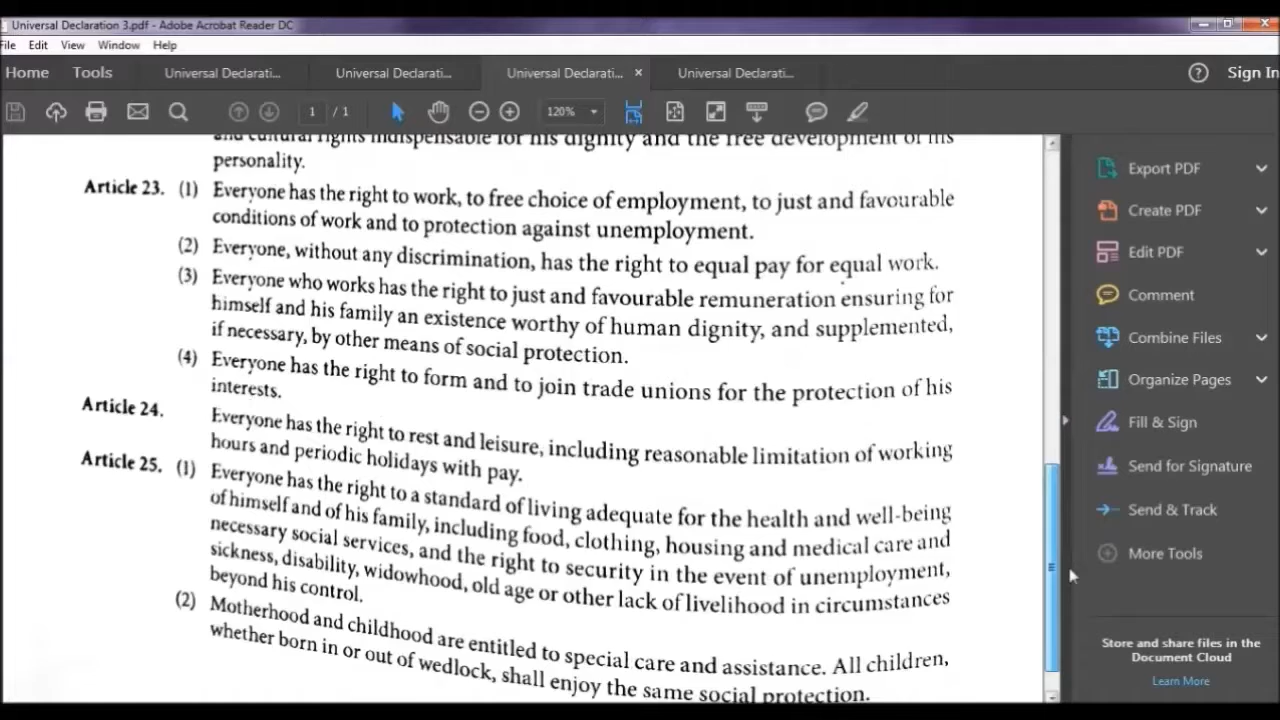 Universal Declaration 3.pdf - Adobe Acrobat Reader DC
File Edit View Window Help
Home Tools Universal Declarati... Universal Declarati... Universal Declarati... × Universal Declarati... ? Sign In
1 / 1 120%
and cultural rights indispensable for his dignity and the free development of his
personality.
Article 23. (1) Everyone has the right to work, to free choice of employment, to just and favourable
conditions of work and to protection against unemployment.
(2) Everyone, without any discrimination, has the right to equal pay for equal work.
(3) Everyone who works has the right to just and favourable remuneration ensuring for
himself and his family an existence worthy of human dignity, and supplemented,
if necessary, by other means of social protection.
(4) Everyone has the right to form and to join trade unions for the protection of his
interests.
Article 24. Everyone has the right to rest and leisure, including reasonable limitation of working
hours and periodic holidays with pay.
Article 25. (1) Everyone has the right to a standard of living adequate for the health and well-being
of himself and of his family, including food, clothing, housing and medical care and
necessary social services, and the right to security in the event of unemployment,
sickness, disability, widowhood, old age or other lack of livelihood in circumstances
beyond his control.
(2) Motherhood and childhood are entitled to special care and assistance. All children,
whether born in or out of wedlock, shall enjoy the same social protection.
Export PDF
Create PDF
Edit PDF
Comment
Combine Files
Organize Pages
Fill & Sign
Send for Signature
Send & Track
More Tools
Store and share files in the
Document Cloud
Learn More